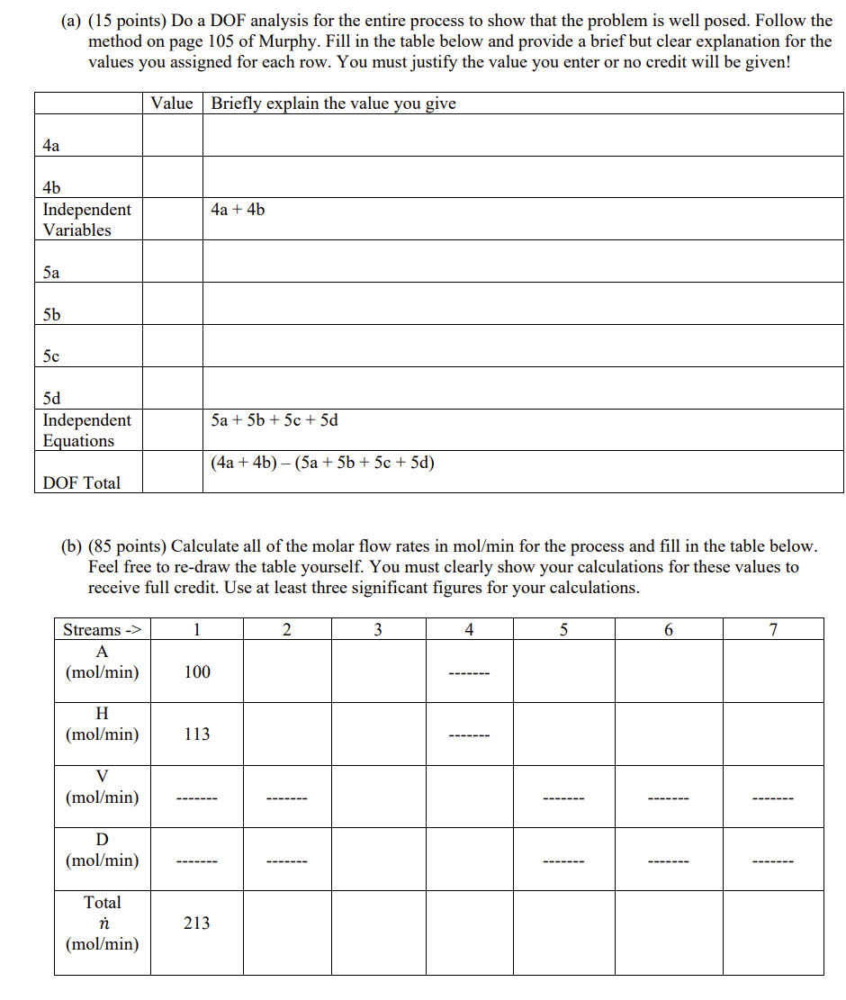 (a) (15 points) Do a DOF analysis for the entire process to show that the problem is well posed. Follow the
method on page 105 of Murphy. Fill in the table below and provide a brief but clear explanation for the
values you assigned for each row. You must justify the value you enter or no credit will be given!
Value Briefly explain the value you give
4a
4b
Independent 4a + 4b
Variables
5a
5b
5c
5d
Independent 5a + 5b + 5c + 5d
Equations
(4a + 4b) – (5a + 5b + 5c + 5d)
DOF Total
(b) (85 points) Calculate all of the molar flow rates in mol/min for the process and fill in the table below.
Feel free to re-draw the table yourself. You must clearly show your calculations for these values to
receive full credit. Use at least three significant figures for your calculations.
Streams -> 1 2 3 4 5 6 7
A
(mol/min) 100 -------
H
(mol/min) 113 -------
V
(mol/min) ------- ------- ------- ------- -------
D
(mol/min) ------- ------- ------- ------- -------
Total
ṅ 213
(mol/min)